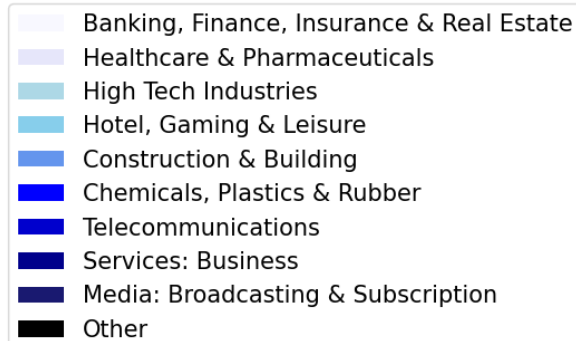 Banking, Finance, Insurance & Real Estate
Healthcare & Pharmaceuticals
High Tech Industries
Hotel, Gaming & Leisure
Construction & Building
Chemicals, Plastics & Rubber
Telecommunications
Services: Business
Media: Broadcasting & Subscription
Other